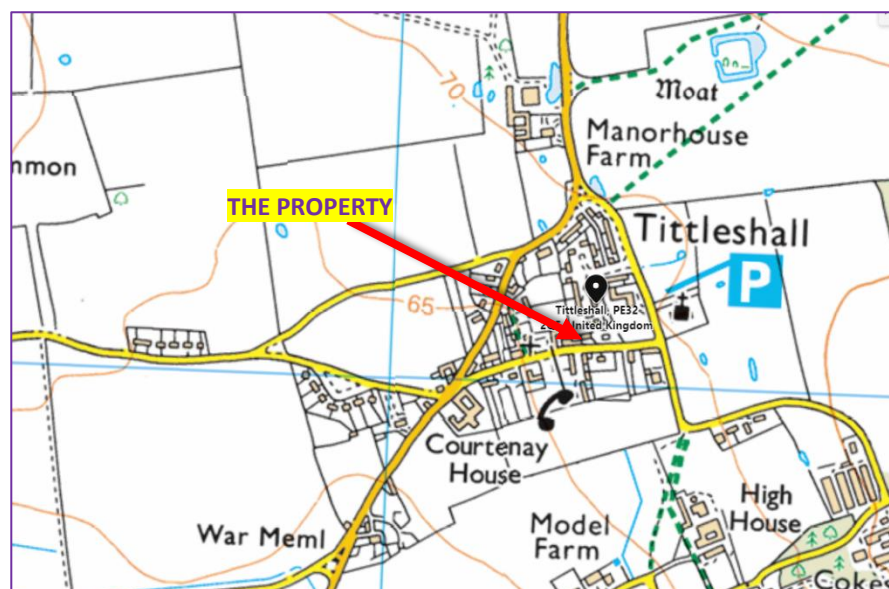 70
Moat
Manorhouse
Farm
mmon
THE PROPERTY
Tittleshall
P
65
Tittleshall, PE32
United Kingdom
Courtenay
House
War Meml
Model
Farm
High
House
Cokes